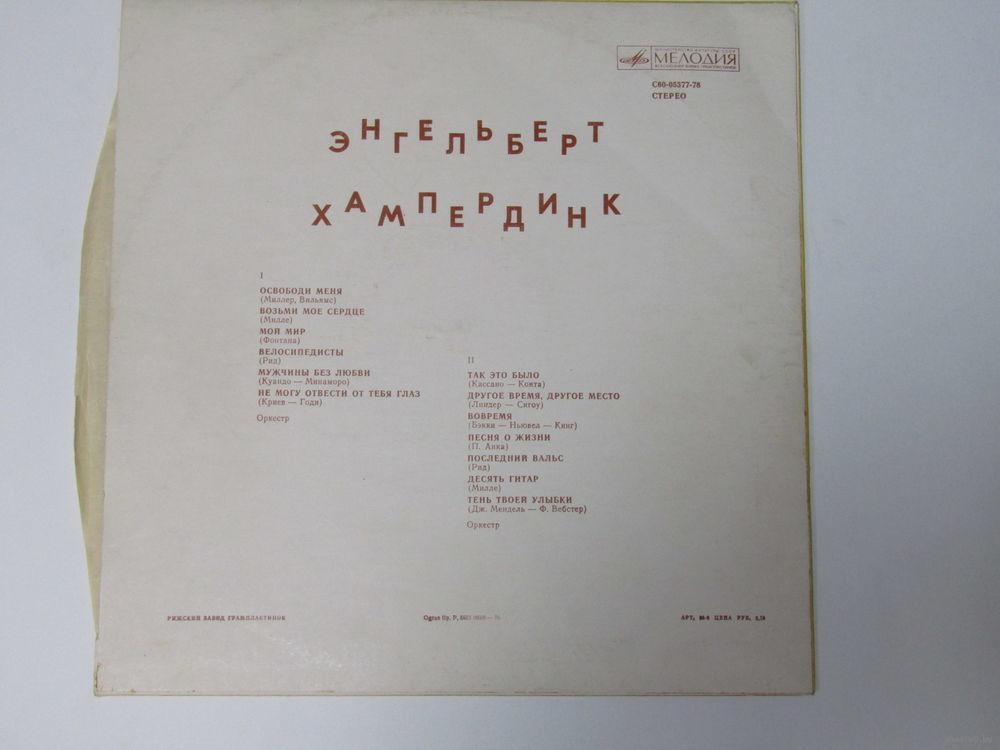 МЕЛОДИЯ
С60-05377-78
СТЕРЕО
ЭНГЕЛЬБЕРТ
ХАМПЕРДИНК
I
ОСВОБОДИ МЕНЯ
(Миллер, Вильямс)
ВОЗЬМИ МОЕ СЕРДЦЕ
(Милле)
МОЙ МИР
(Фонтана)
ВЕЛОСИПЕДИСТЫ
(Рид)
МУЖЧИНЫ БЕЗ ЛЮБВИ
(Куандо — Минаморо)
НЕ МОГУ ОТВЕСТИ ОТ ТЕБЯ ГЛАЗ
(Криев — Годи)
Оркестр
II
ТАК ЭТО БЫЛО
(Кассано — Конта)
ДРУГОЕ ВРЕМЯ, ДРУГОЕ МЕСТО
(Линдер — Сигоу)
ВОВРЕМЯ
(Бэкки — Ньювел — Кинг)
ПЕСНЯ О ЖИЗНИ
(П. Анка)
ПОСЛЕДНИЙ ВАЛЬС
(Рид)
ДЕСЯТЬ ГИТАР
(Милле)
ТЕНЬ ТВОЕЙ УЛЫБКИ
(Дж. Мендель — Ф. Вебстер)
Оркестр
РИЖСКИЙ ЗАВОД ГРАМПЛАСТИНОК
Ogres
АРТ. ЦЕНА РУБ.